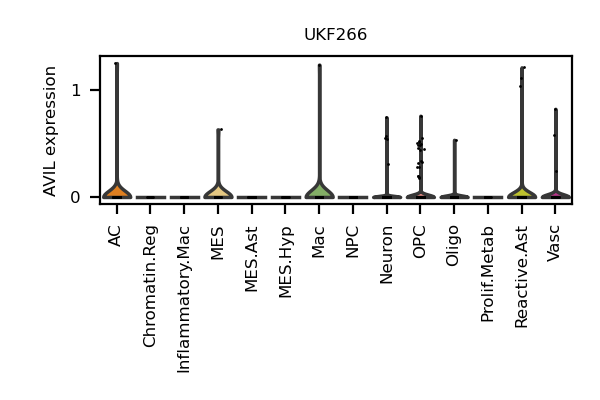 UKF266
AVIL expression
1
0
AC
Chromatin.Reg
Inflammatory.Mac
MES
MES.Ast
MES.Hyp
Mac
NPC
Neuron
OPC
Oligo
Prolif.Metab
Reactive.Ast
Vasc